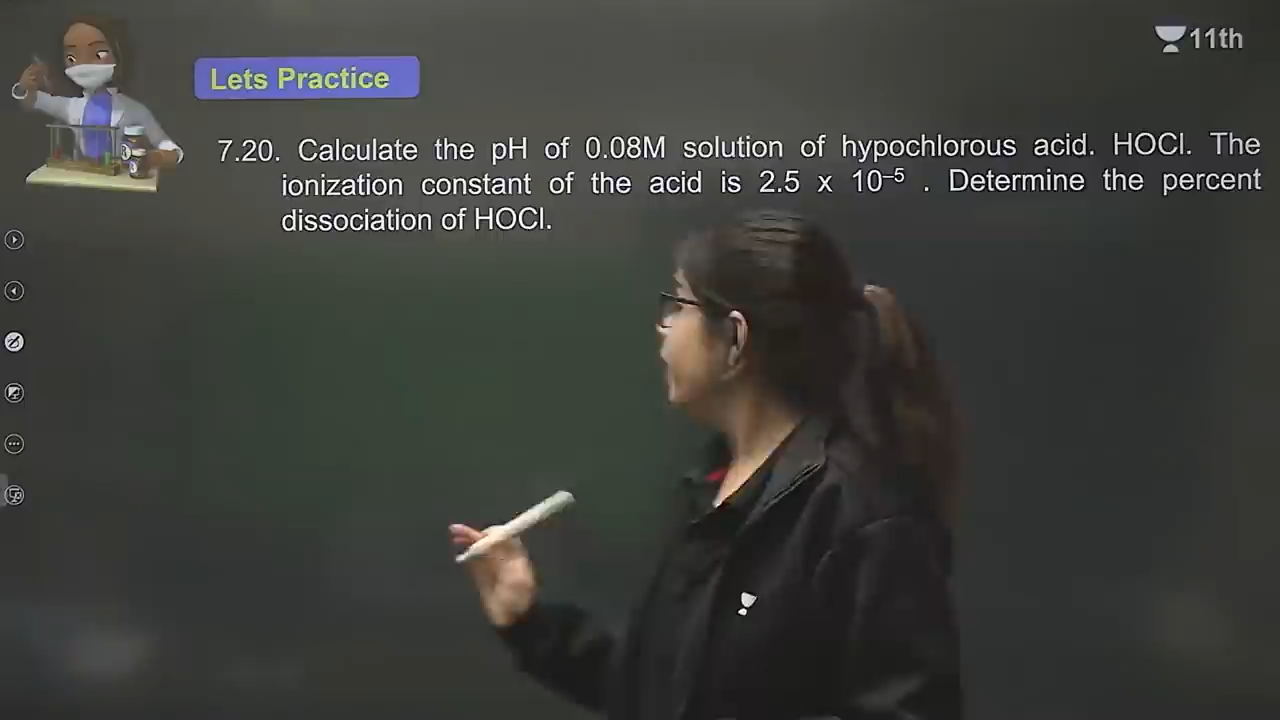 11th
Lets Practice
7.20. Calculate the pH of 0.08M solution of hypochlorous acid. HOCl. The
ionization constant of the acid is 2.5 x 10⁻⁵ . Determine the percent
dissociation of HOCl.